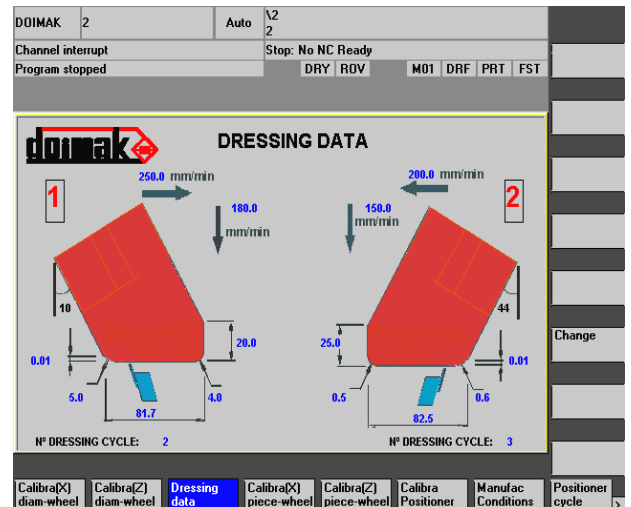 DOIMAK 2 Auto \2
2
Channel interrupt Stop: No NC Ready
Program stopped DRY ROV M01 DRF PRT FST
doimak DRESSING DATA
250.0 mm/min 200.0 mm/min
1 2
180.0 150.0
mm/min mm/min
10 44
20.0 25.0
Change
0.01 0.01
5.0 4.0 0.5 0.6
81.7 82.5
Nº DRESSING CYCLE: 2 Nº DRESSING CYCLE: 3
Calibra(X) Calibra(Z) Dressing Calibra(X) Calibra(Z) Calibra Manufac Positioner
diam-wheel diam-wheel data piece-wheel piece-wheel Positioner Conditions cycle >